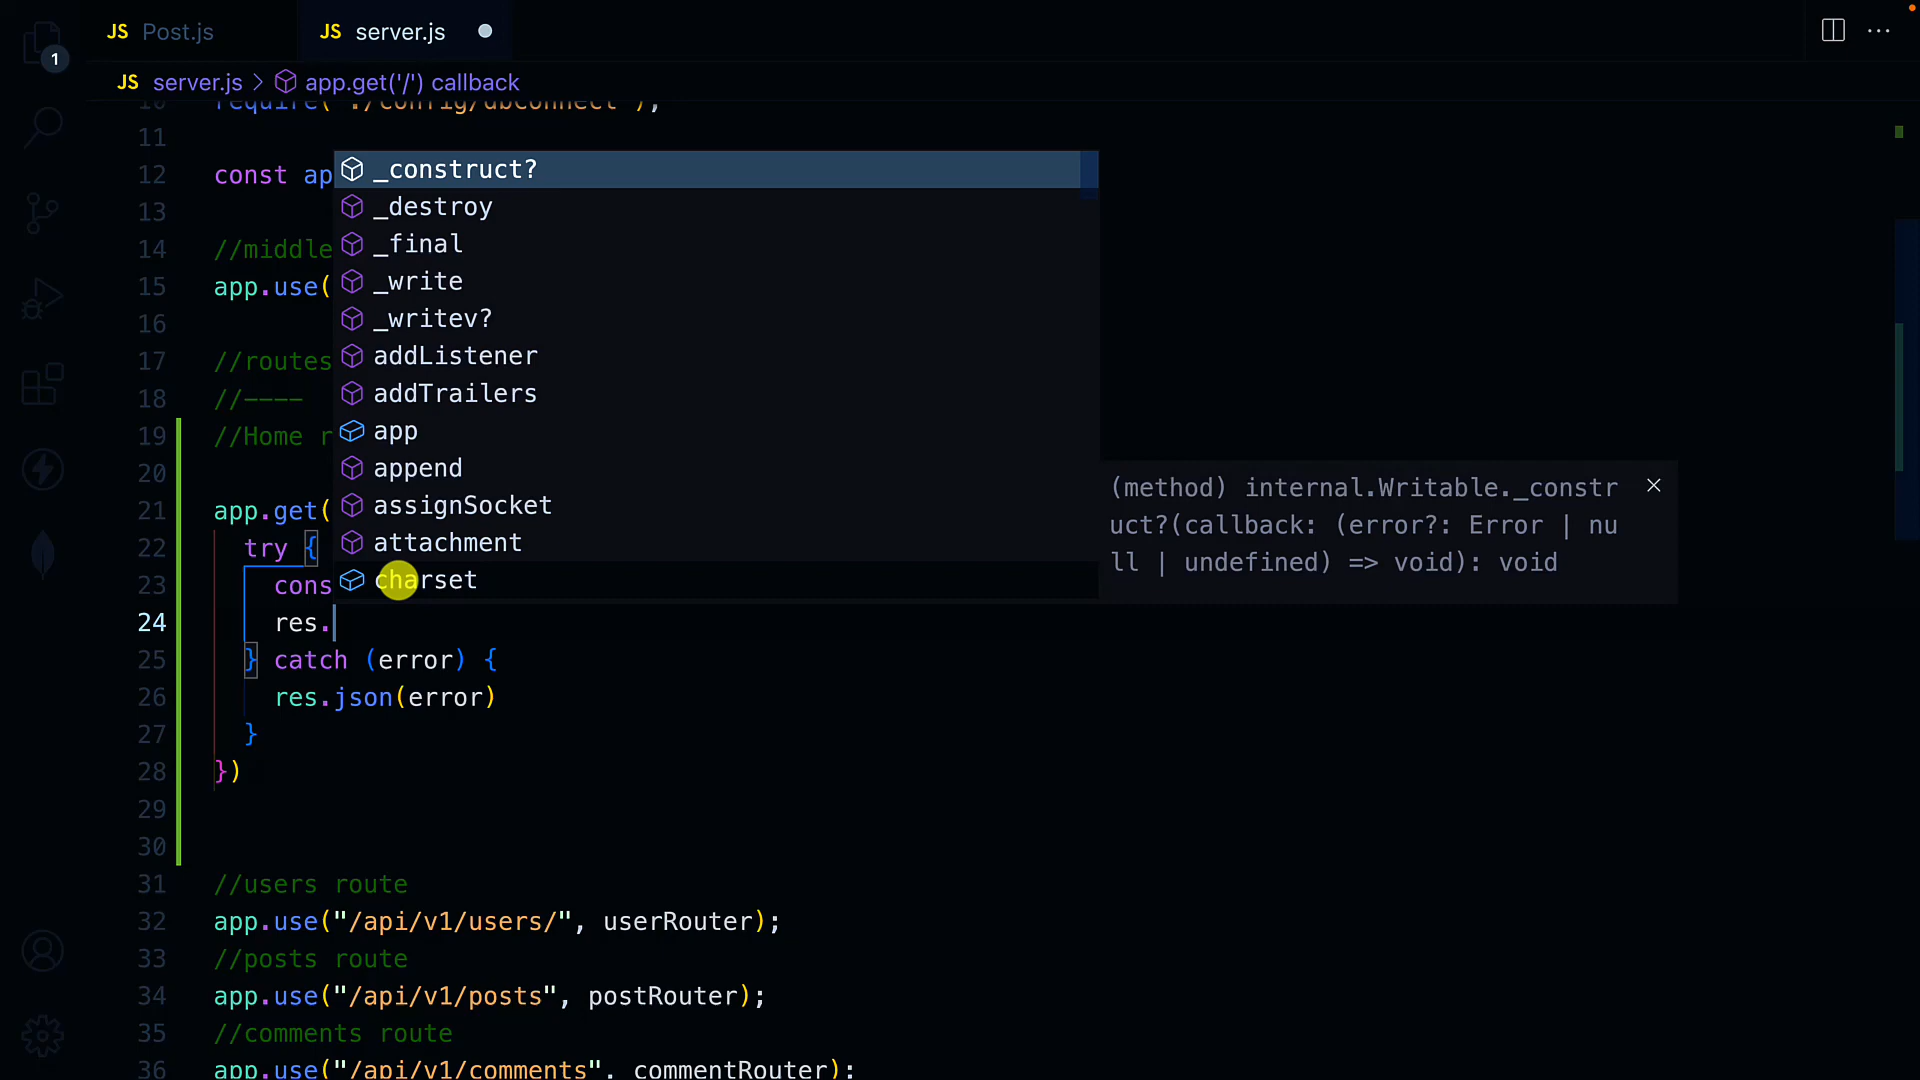 JS Post.js
JS server.js
1
JS server.js > app.get('/') callback
10 require("./config/dbConnect");
11
12 const ap
13
14 //middle
15 app.use(
16
17 //routes
18 //----
19 //Home r
20
21 app.get(
22 try {
23 cons
24 res.
25 } catch (error) {
26 res.json(error)
27 }
28 })
29
30
31 //users route
32 app.use("/api/v1/users/", userRouter);
33 //posts route
34 app.use("/api/v1/posts", postRouter);
35 //comments route
36 app.use("/api/v1/comments", commentRouter);
_construct?
_destroy
_final
_write
_writev?
addListener
addTrailers
app
append
assignSocket
attachment
charset
(method) internal.Writable._constr
uct?(callback: (error?: Error | nu
ll | undefined) => void): void